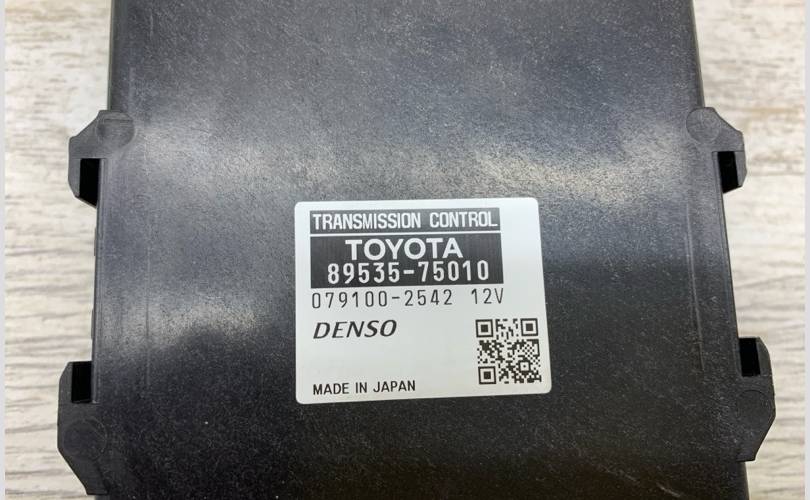 TRANSMISSION CONTROL
TOYOTA
89535-75010
079100-2542 12V
DENSO
MADE IN JAPAN